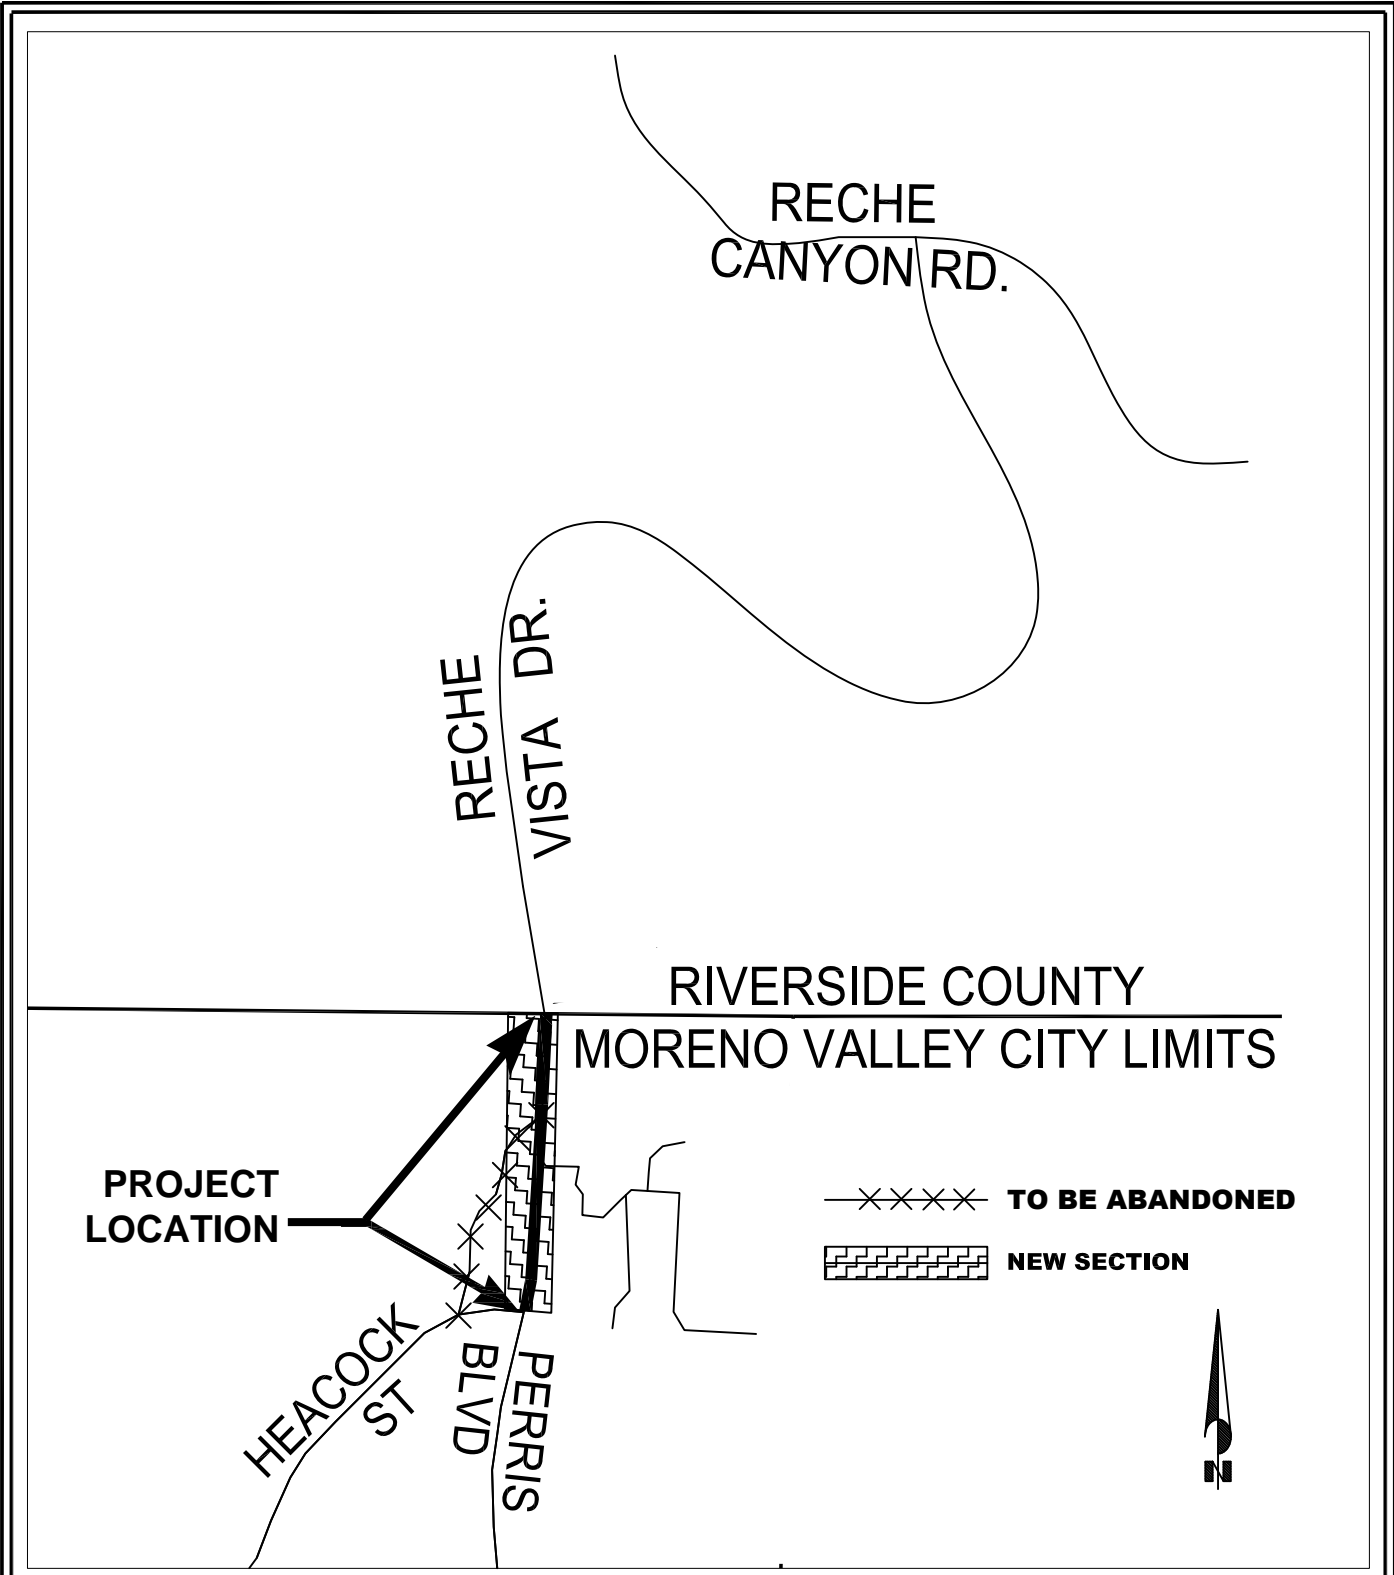 RECHE
CANYON RD.
RECHE
VISTA DR.
RIVERSIDE COUNTY
MORENO VALLEY CITY LIMITS
PROJECT
LOCATION
TO BE ABANDONED
NEW SECTION
HEACOCK
ST
PERRIS
BLVD
N